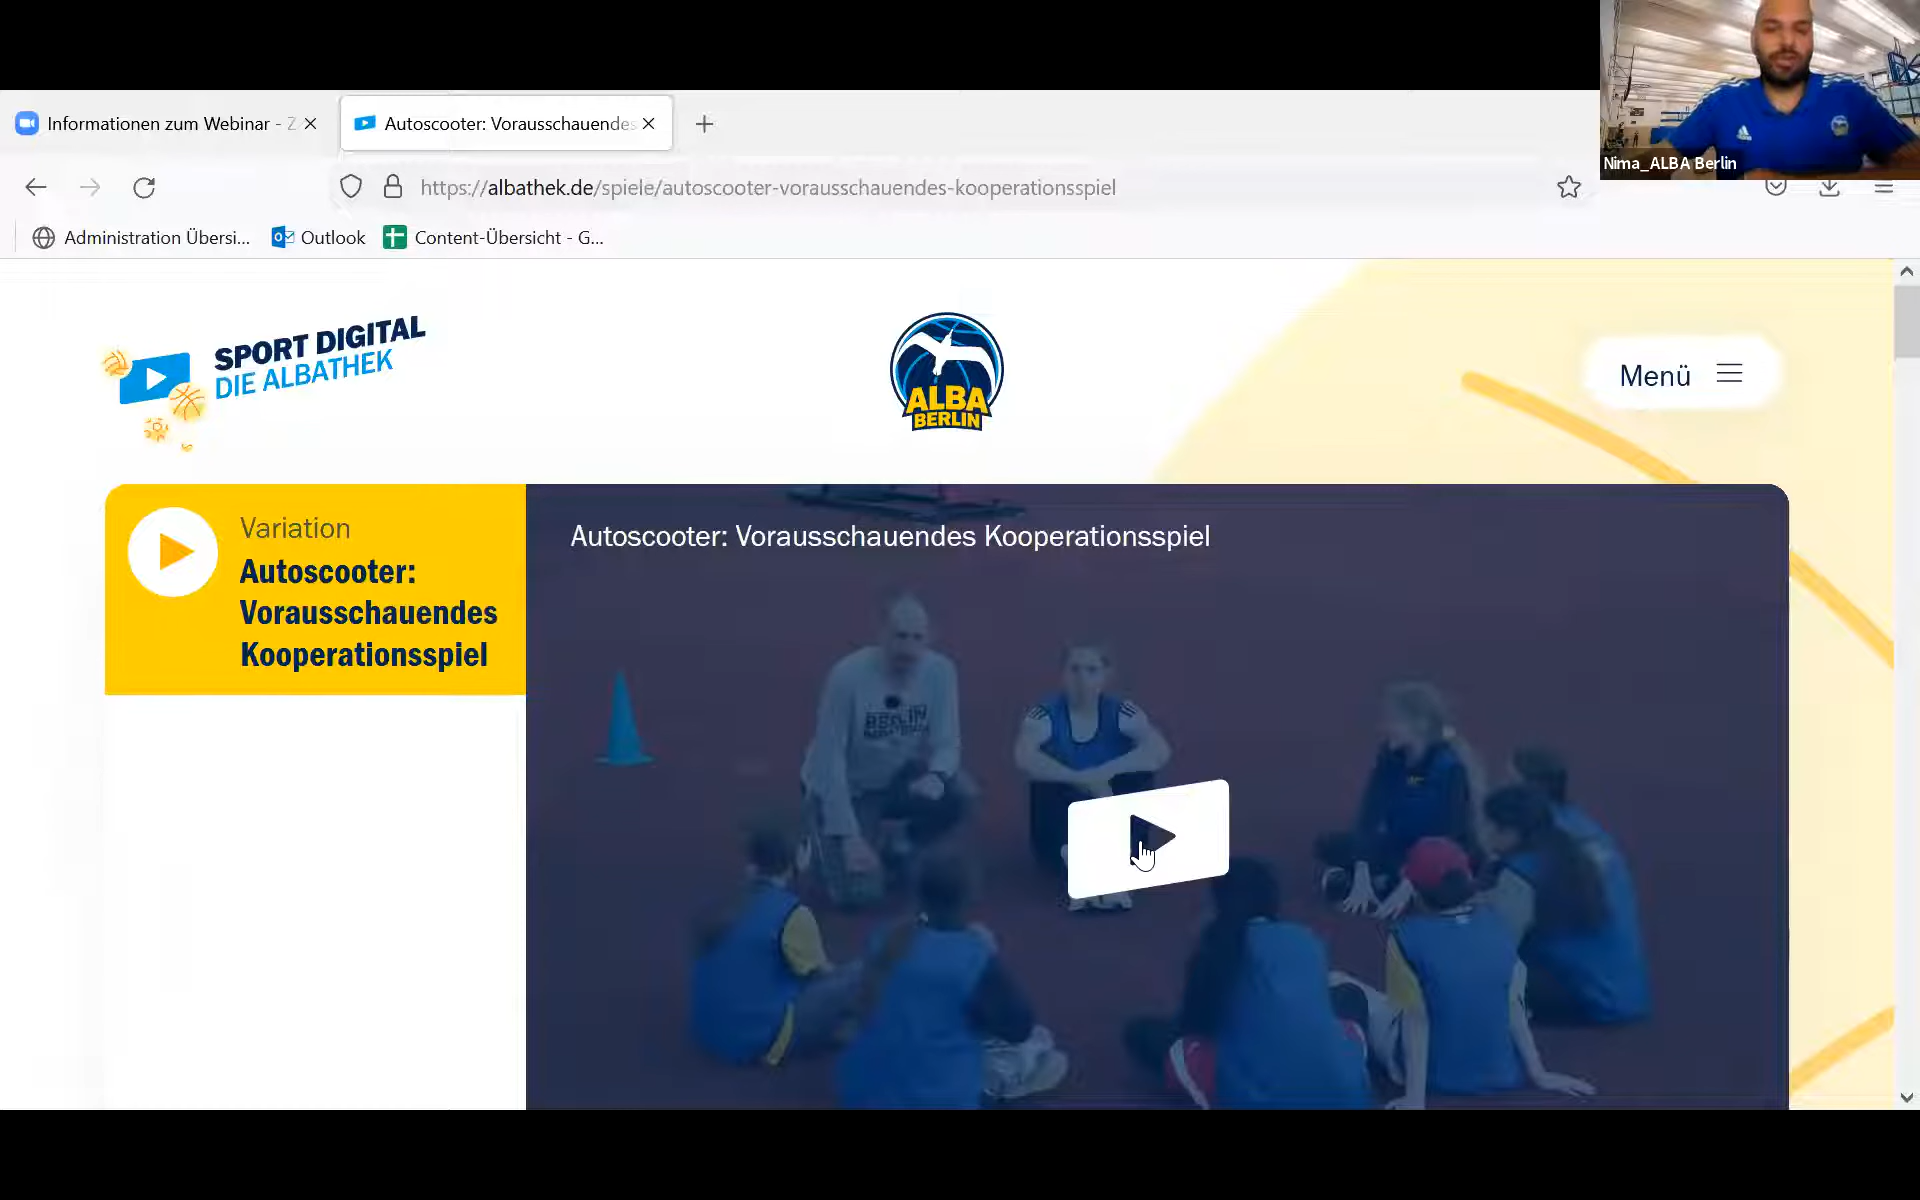 Nima_ALBA Berlin
Informationen zum Webinar - Z
Autoscooter: Vorausschauendes
https://albathek.de/spiele/autoscooter-vorausschauendes-kooperationsspiel
Administration Übersi...
Outlook
Content-Übersicht - G...
SPORT DIGITAL
DIE ALBATHEK
ALBA
BERLIN
Menü
Variation
Autoscooter:
Vorausschauendes
Kooperationsspiel
Autoscooter: Vorausschauendes Kooperationsspiel
BERLIN